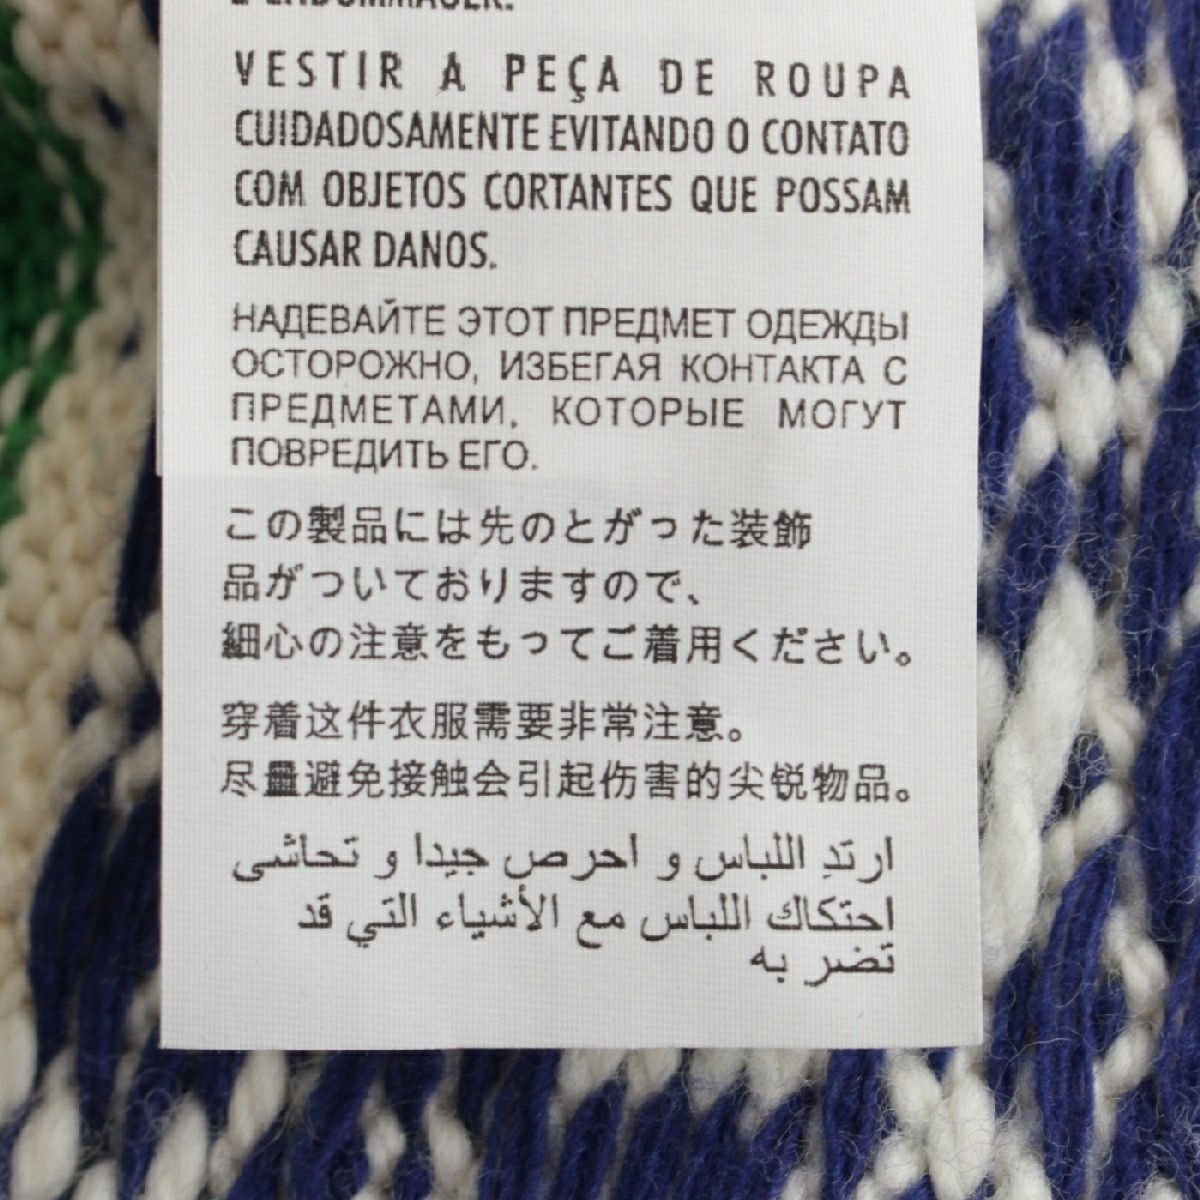 ENDOMMAGER.
VESTIR A PEÇA DE ROUPA
CUIDADOSAMENTE EVITANDO O CONTATO
COM OBJETOS CORTANTES QUE POSSAM
CAUSAR DANOS.
НАДЕВАЙТЕ ЭТОТ ПРЕДМЕТ ОДЕЖДЫ
ОСТОРОЖНО, ИЗБЕГАЯ КОНТАКТА С
ПРЕДМЕТАМИ, КОТОРЫЕ МОГУТ
ПОВРЕДИТЬ ЕГО.
この製品には先のとがった装飾
品がついておりますので、
細心の注意をもってご着用ください。
穿着这件衣服需要非常注意。
尽量避免接触会引起伤害的尖锐物品。
ارتدِ اللباس و احرص جيدا و تحاشى
احتكاك اللباس مع الأشياء التي قد
تضر به